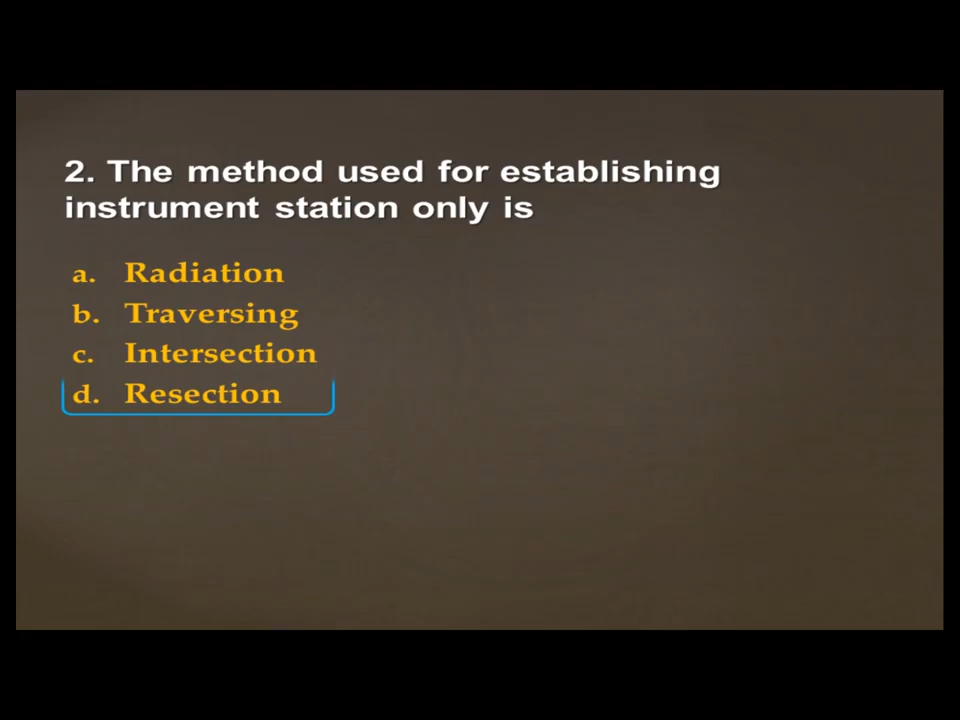 2. The method used for establishing
instrument station only is
a. Radiation
b. Traversing
c. Intersection
d. Resection